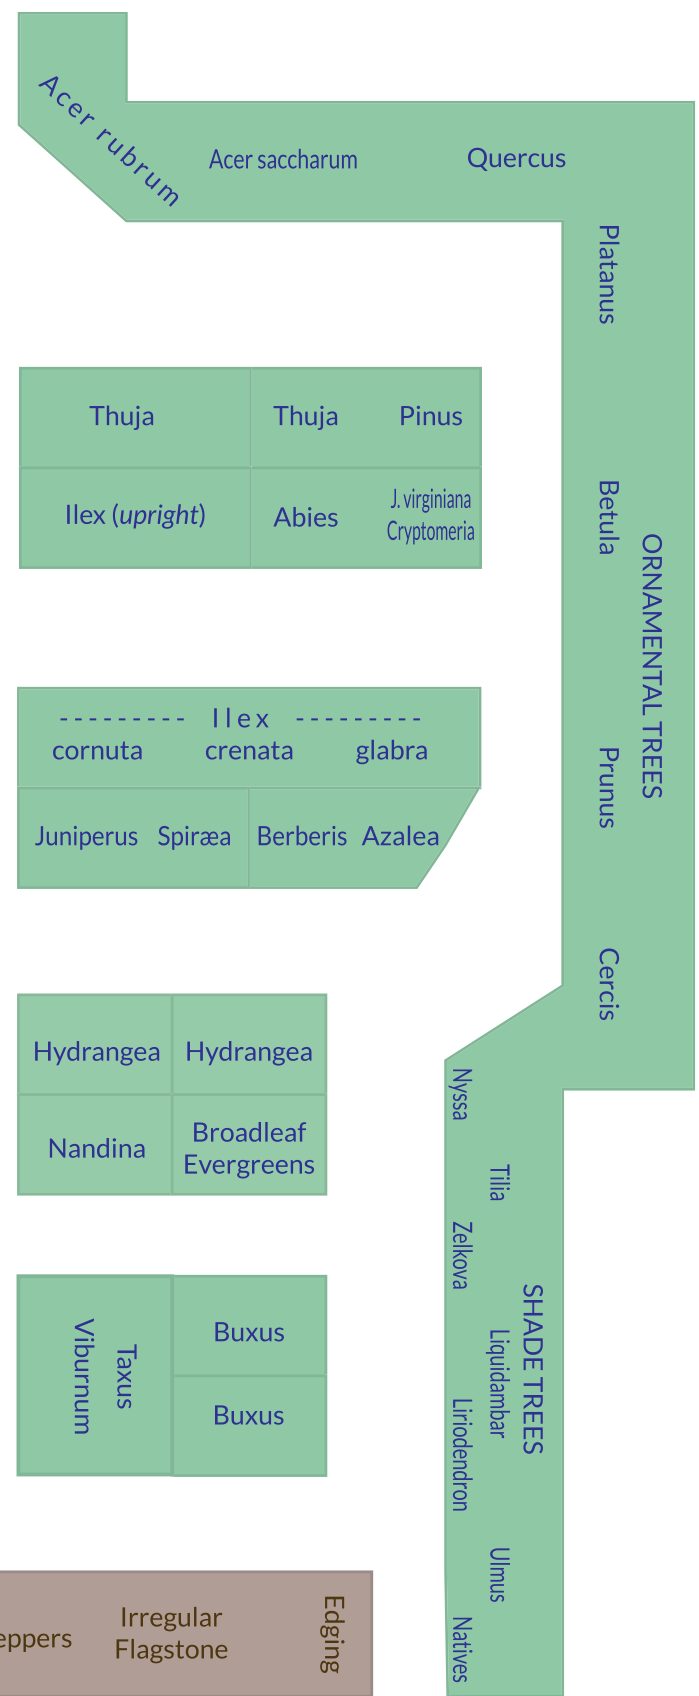 Acer rubrum
Acer saccharum
Quercus
Platanus
Betula
ORNAMENTAL TREES
Prunus
Cercis
Thuja
Thuja
Pinus
Ilex (upright)
Abies
J. virginiana
Cryptomeria
--------- Ilex ---------
cornuta crenata glabra
Juniperus Spiræa
Berberis Azalea
Hydrangea
Hydrangea
Nandina
Broadleaf
Evergreens
Taxus
Viburnum
Buxus
Buxus
Nyssa
Tilia
Zelkova
SHADE TREES
Liquidambar
Liriodendron
Ulmus
Natives
eppers
Irregular
Flagstone
Edging